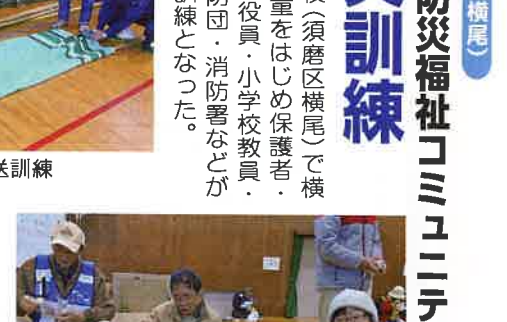 横尾）
防災福祉コミュニテ
災訓練
校（須磨区横尾）で横
童をはじめ保護者・
役員・小学校教員・
防団・消防署などが
訓練となった。
送訓練